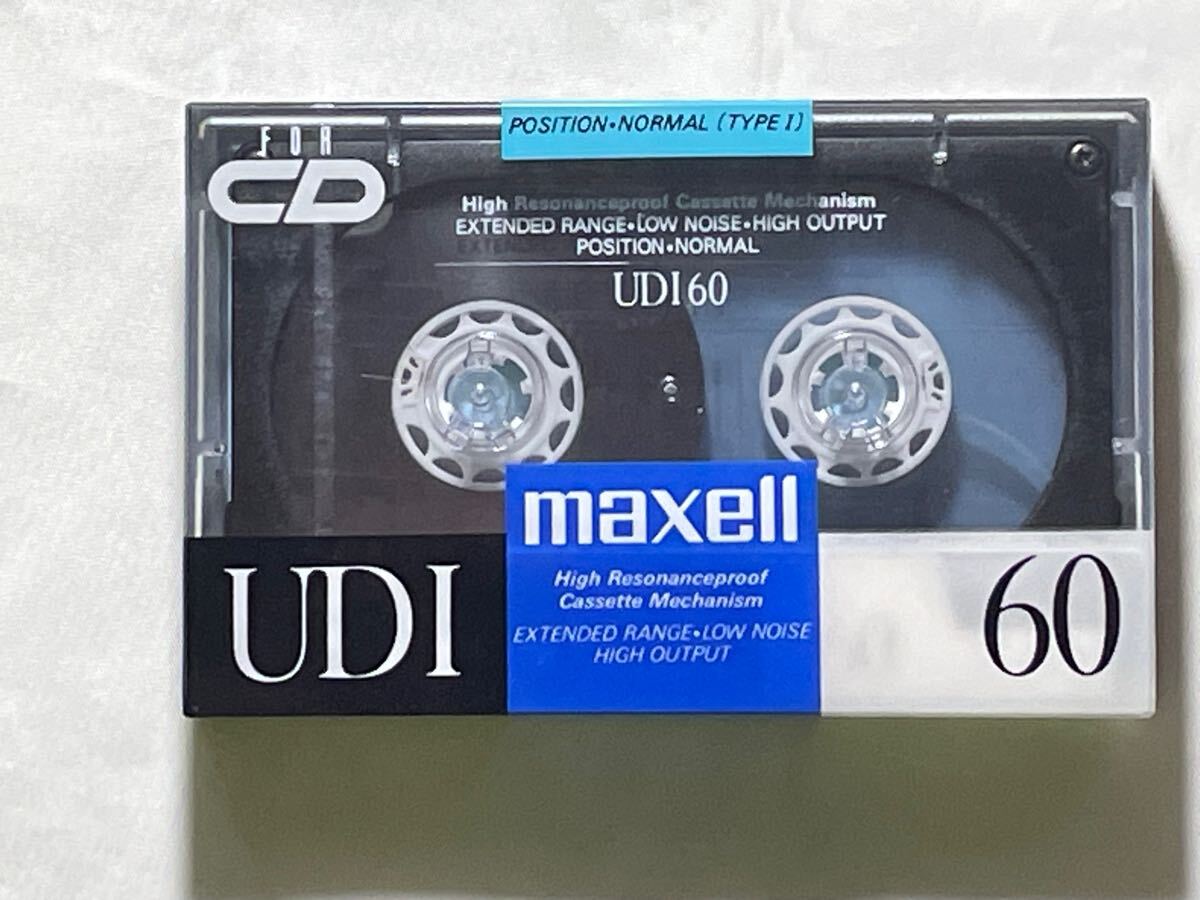 POSITION•NORMAL (TYPE I)
FOR
CD
High Resonanceproof Cassette Mechanism
EXTENDED RANGE•LOW NOISE•HIGH OUTPUT
POSITION•NORMAL
UDI60
maxell
High Resonanceproof
Cassette Mechanism
EXTENDED RANGE•LOW NOISE
HIGH OUTPUT
UDI
60